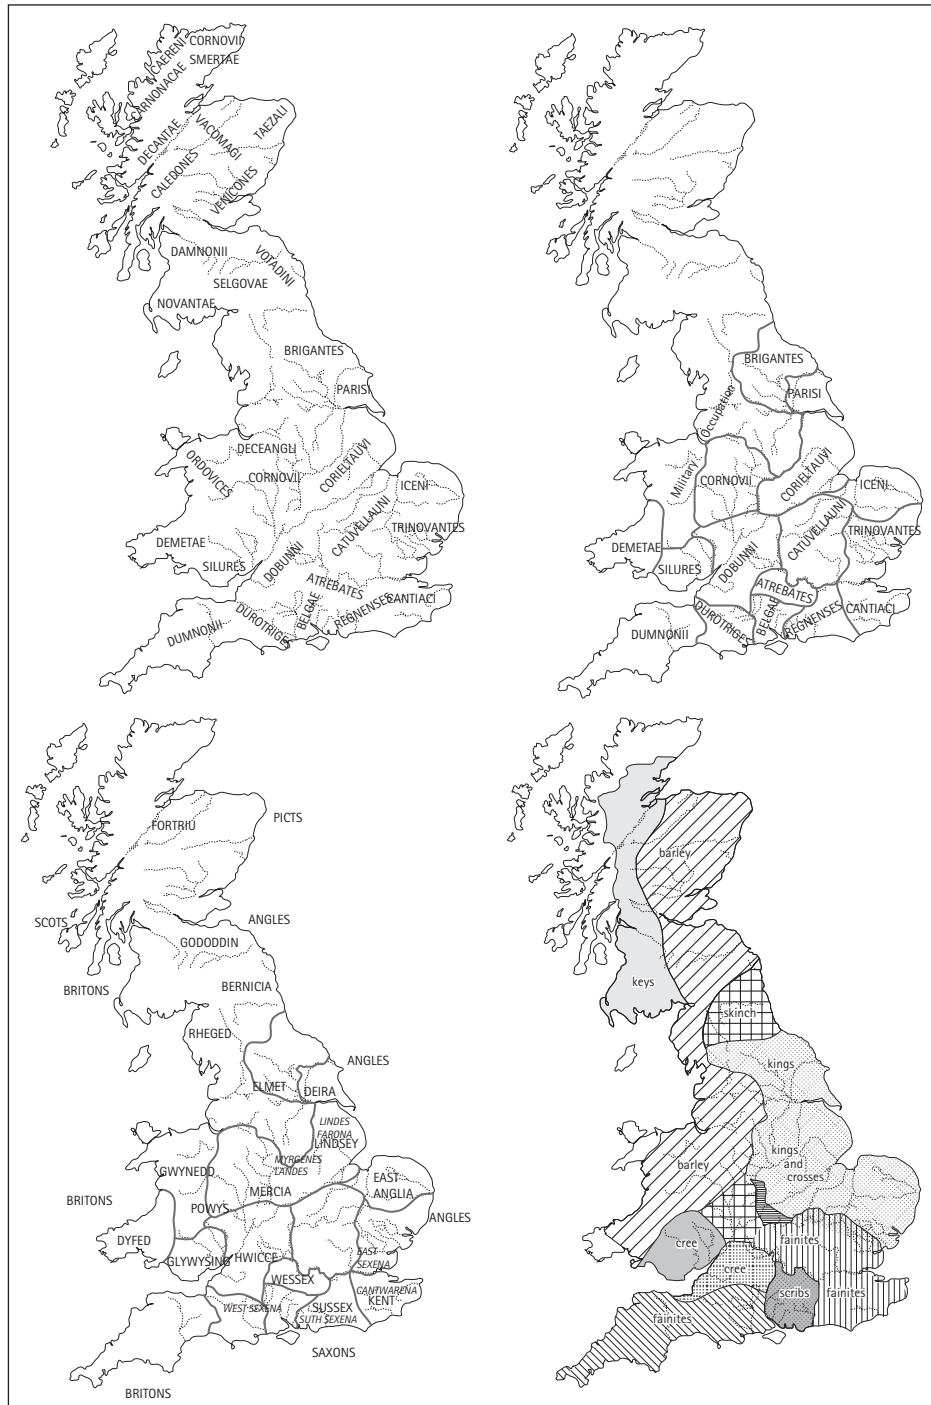 CORNOVII
CAERENI
SMERTAE
CARNONACAE
DECANTAE
VACOMAGI
TAEZALI
CALEDONES
VENICONES
DAMNONII
VOTADINI
SELGOVAE
NOVANTAE
BRIGANTES
PARISI
DECEANGLI
ORDOVICES
CORNOVII
CORIELTAUVI
ICENI
CATUVELLAUNI
TRINOVANTES
DEMETAE
SILURES
DOBUNNI
ATREBATES
BELGAE
REGNENSES
CANTIACI
DUROTRIGES
DUMNONII
BRIGANTES
PARISI
Military Occupation
CORNOVII
CORIELTAUVI
ICENI
CATUVELLAUNI
TRINOVANTES
DEMETAE
SILURES
DOBUNNI
ATREBATES
BELGAE
REGNENSES
CANTIACI
DUROTRIGES
DUMNONII
FORTRIU
PICTS
SCOTS
ANGLES
GODODDIN
BRITONS
BERNICIA
RHEGED
ANGLES
ELMET
DEIRA
LINDES
FARONA
LINDSEY
MYRGENES
LANDES
GWYNEDD
MERCIA
EAST
ANGLIA
BRITONS
POWYS
ANGLES
DYFED
GLYWYSING
HWICCE
EAST
SEXENA
WESSEX
CANTWARENA
KENT
WEST SEXENA
SUSSEX
SUTH SEXENA
SAXONS
BRITONS
barley
keys
skinch
kings
barley
kings
and
crosses
cree
fainites
cree
scribs
fainites
fainites